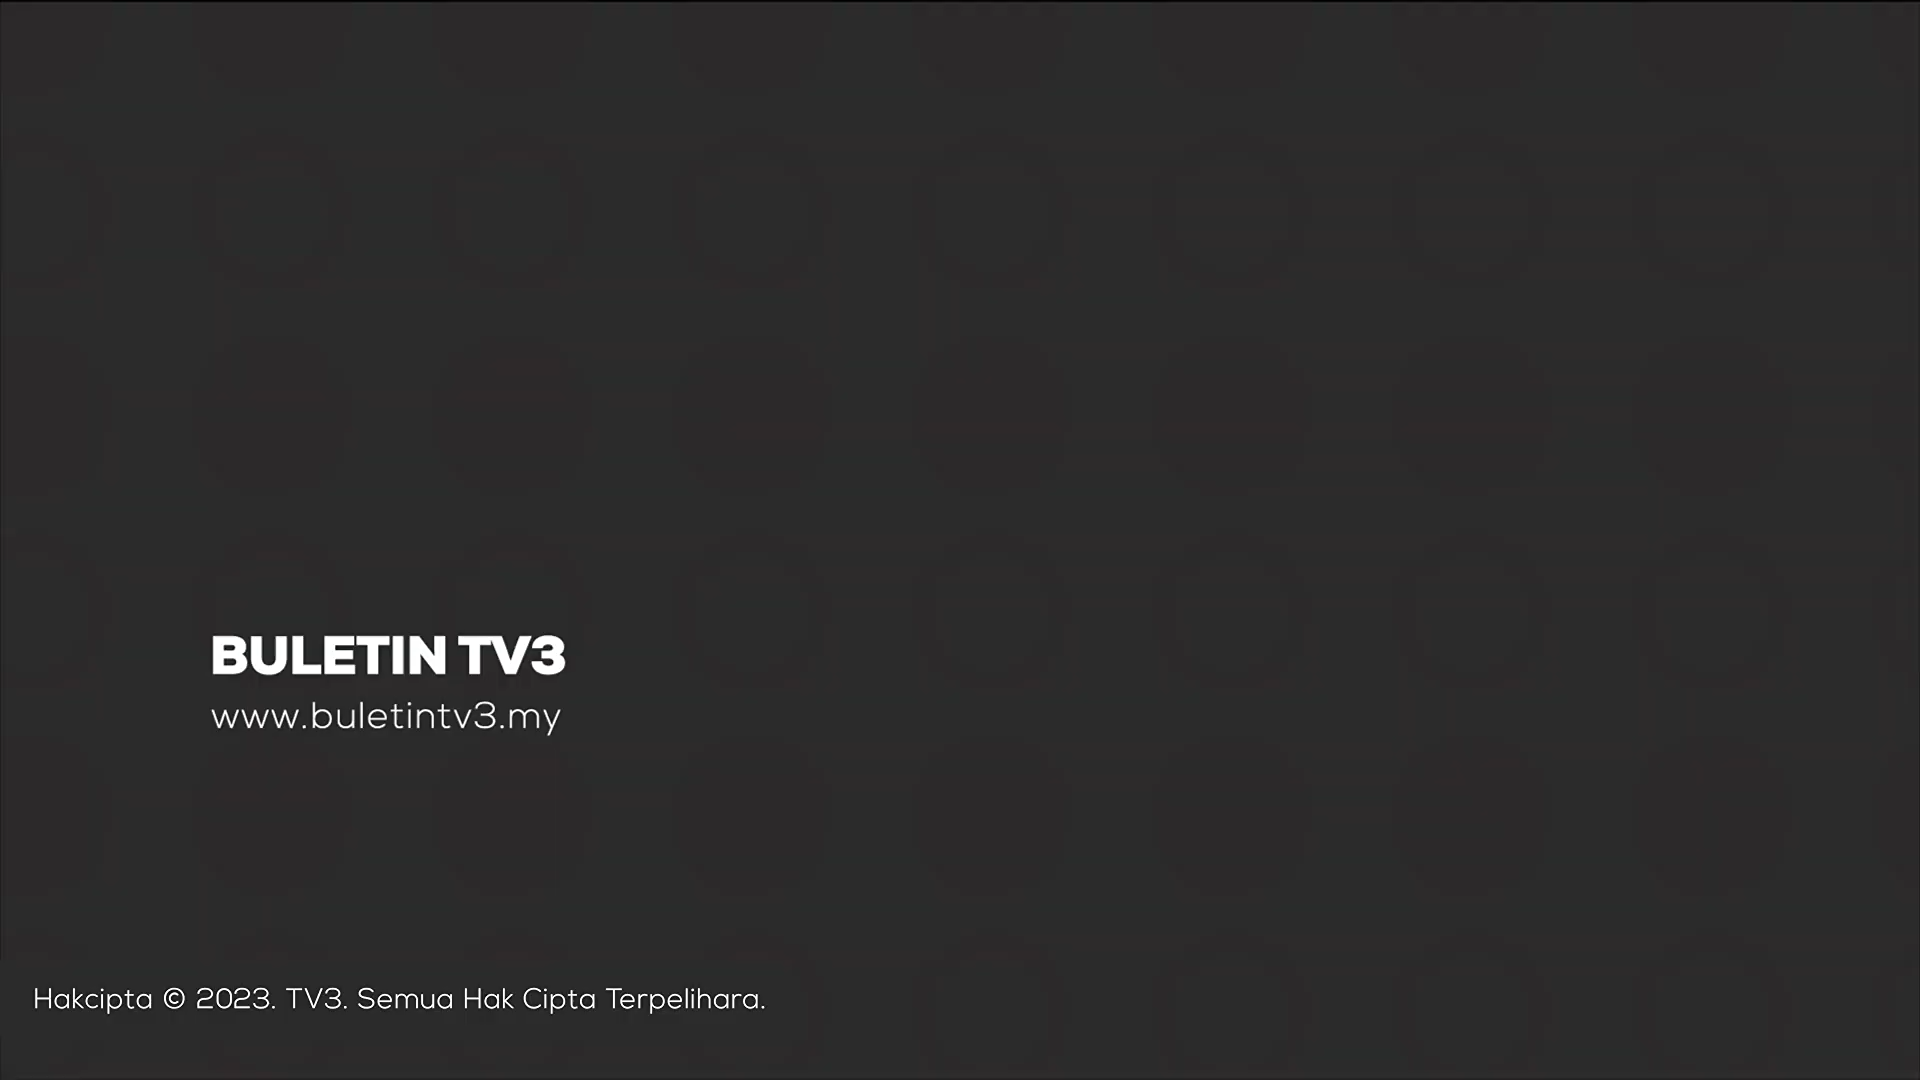 BULETIN TV3
www.buletintv3.my
Hakcipta © 2023. TV3. Semua Hak Cipta Terpelihara.